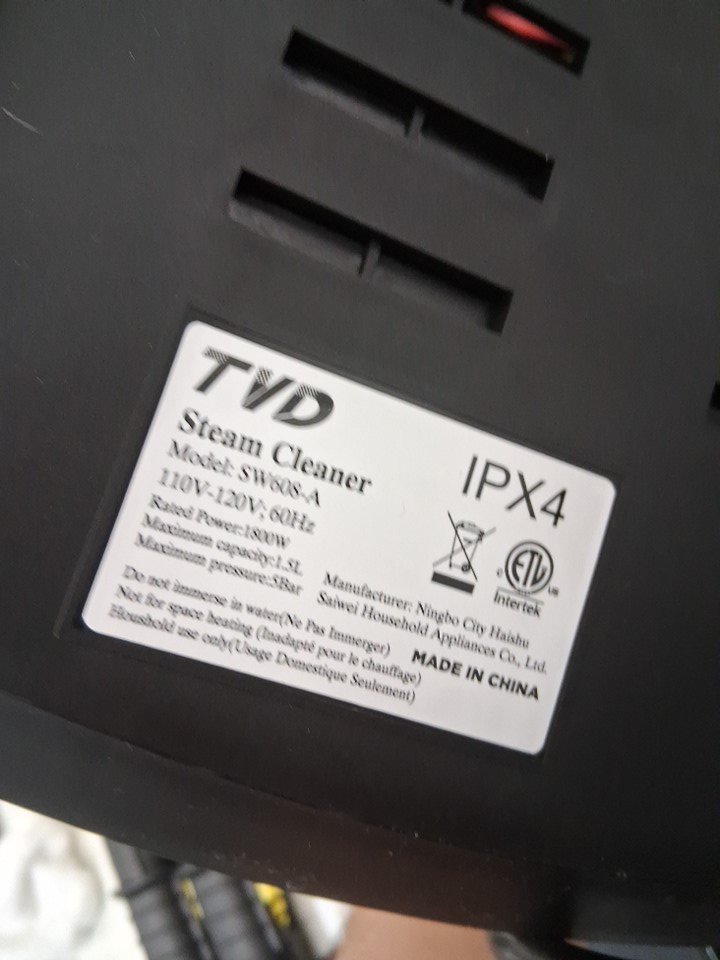 TVD
Steam Cleaner
Model: SW608-A
110V-120V; 60Hz
Rated Power:1800W
Maximum capacity:1.5L
Maximum pressure:5Bar
IPX4
ETL
c us
Intertek
Manufacturer: Ningbo City Haishu
Saiwei Household Appliances Co., Ltd.
MADE IN CHINA
Do not immerse in water(Ne Pas Immerger)
Not for space heating (Inadapté pour le chauffage)
Houshold use only(Usage Domestique Seulement)